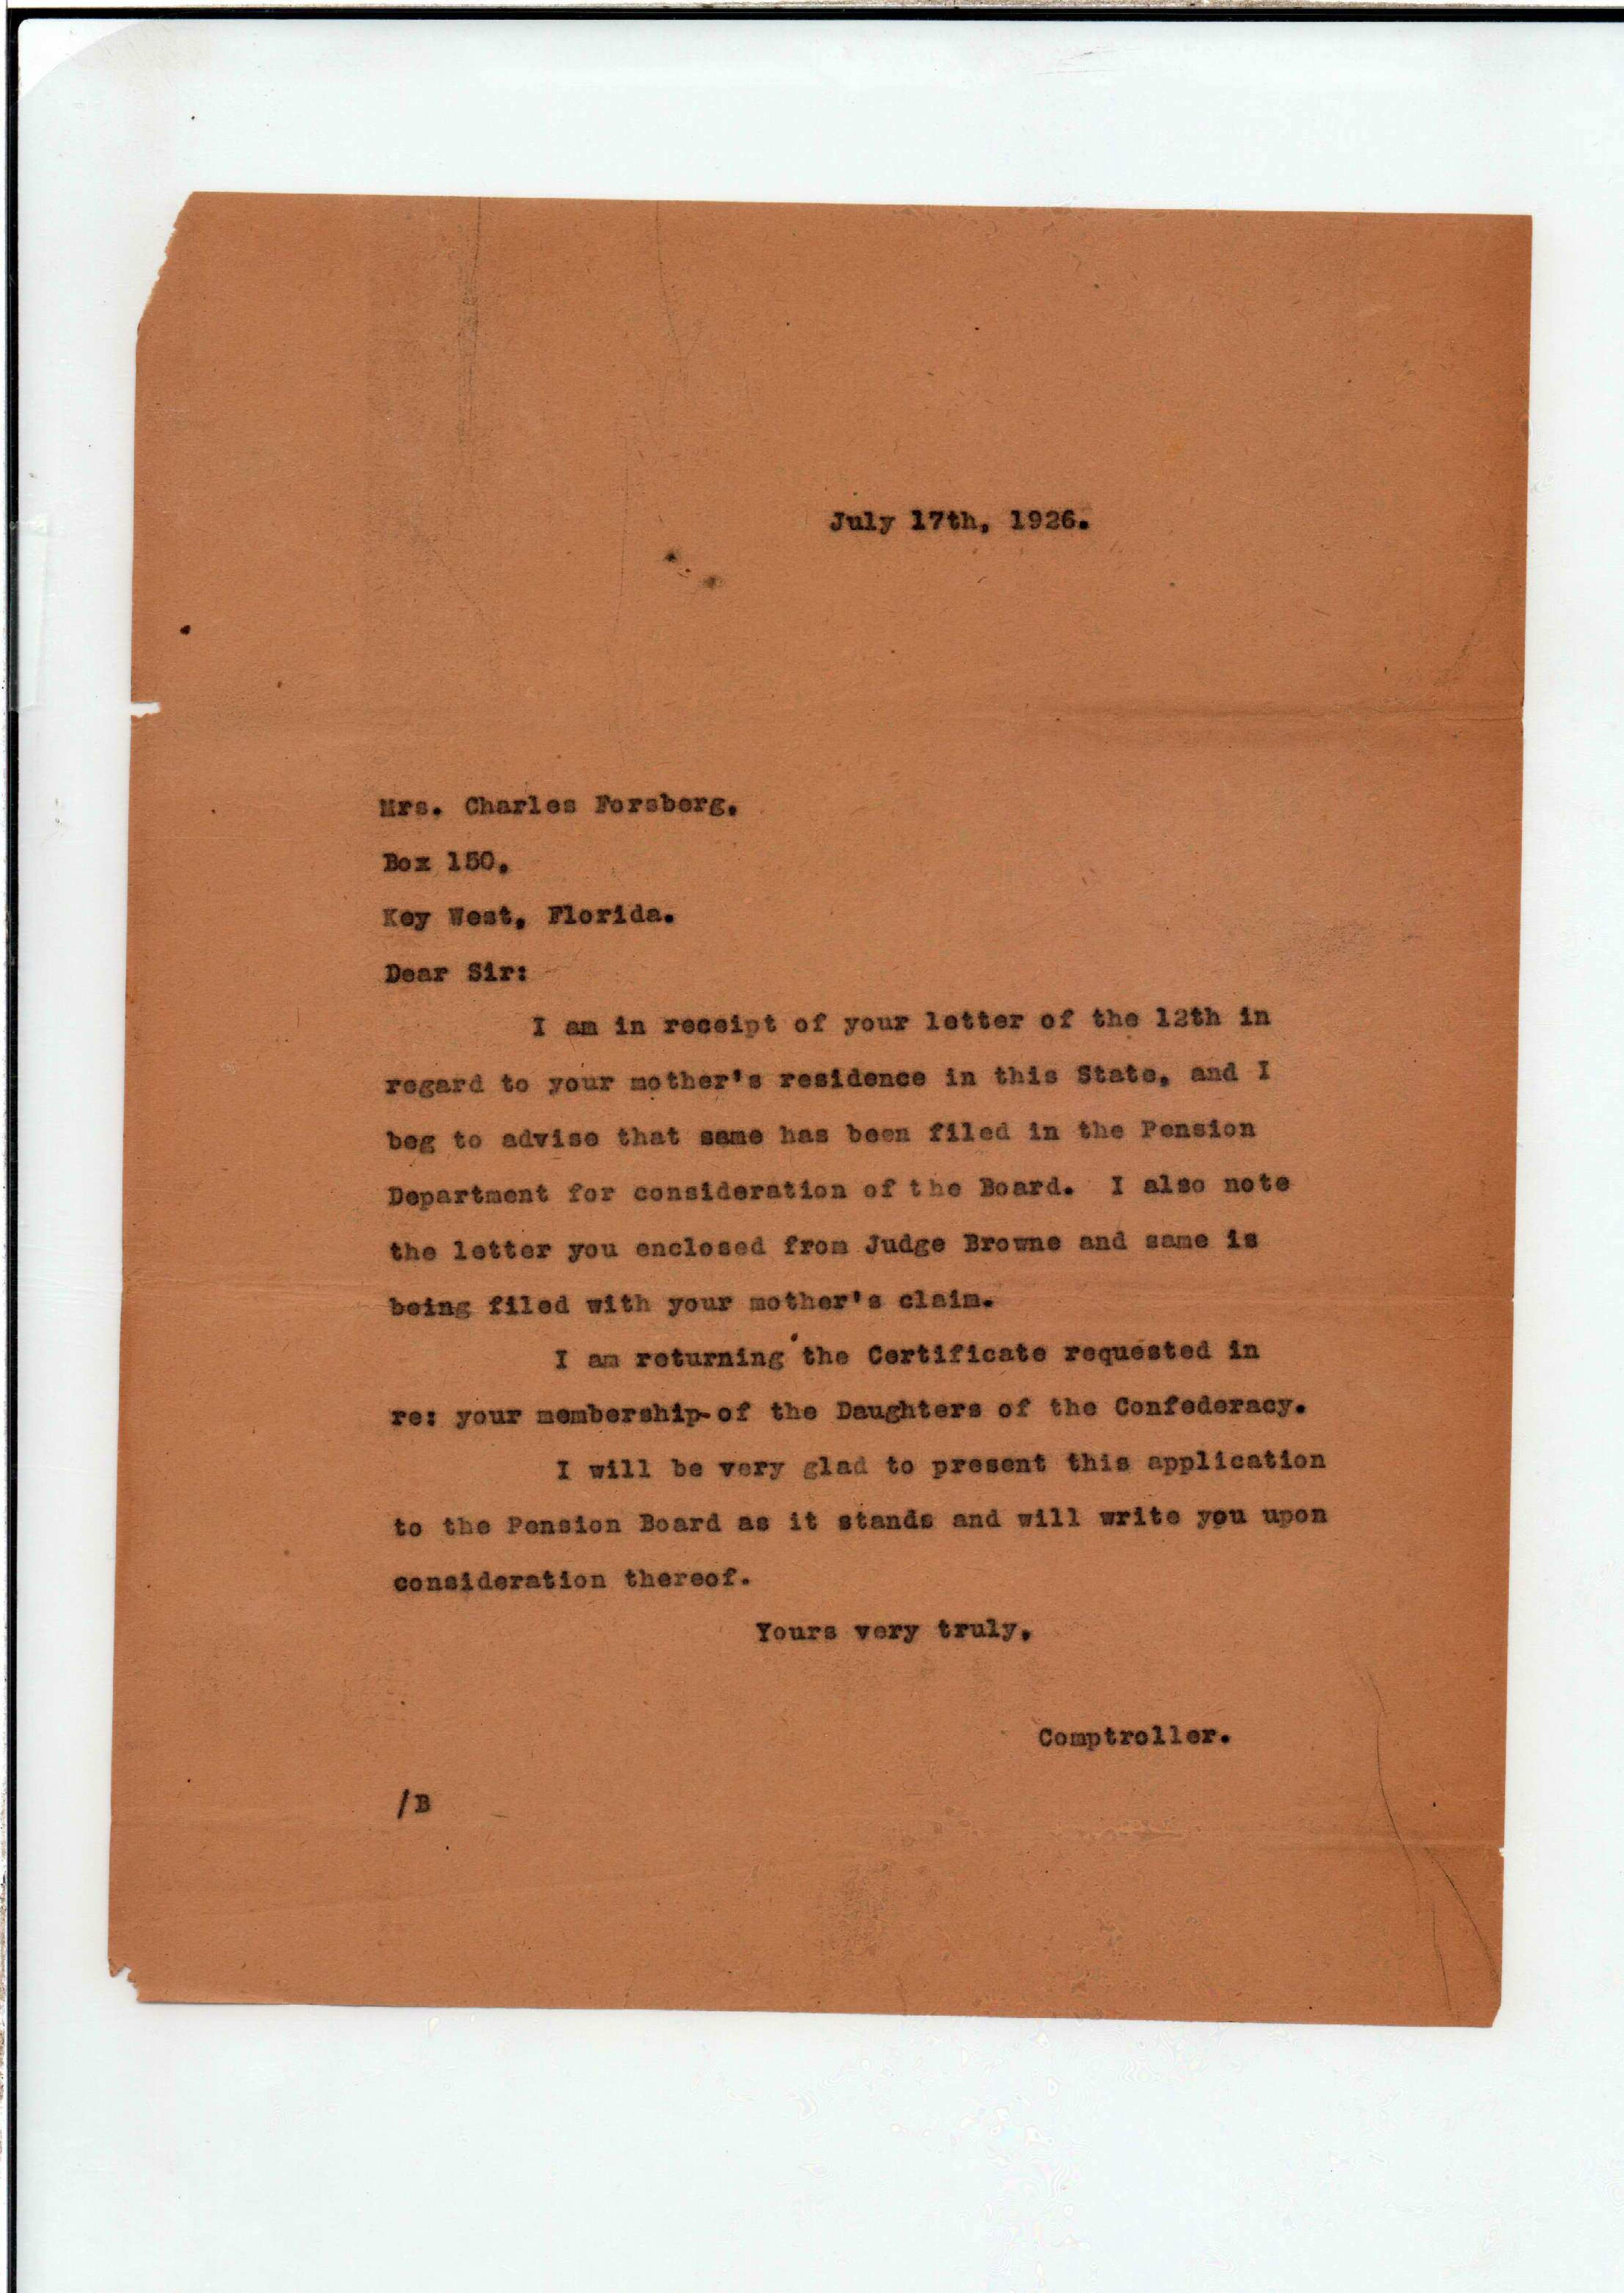 July 17th, 1926.
Mrs. Charles Forsberg,
Box 150,
Key West, Florida.
Dear Sir:
I am in receipt of your letter of the 12th in
regard to your mother's residence in this State, and I
beg to advise that same has been filed in the Pension
Department for consideration of the Board. I also note
the letter you enclosed from Judge Browne and same is
being filed with your mother's claim.
I am returning the Certificate requested in
re: your membership of the Daughters of the Confederacy.
I will be very glad to present this application
to the Pension Board as it stands and will write you upon
consideration thereof.
Yours very truly,
Comptroller.
/B